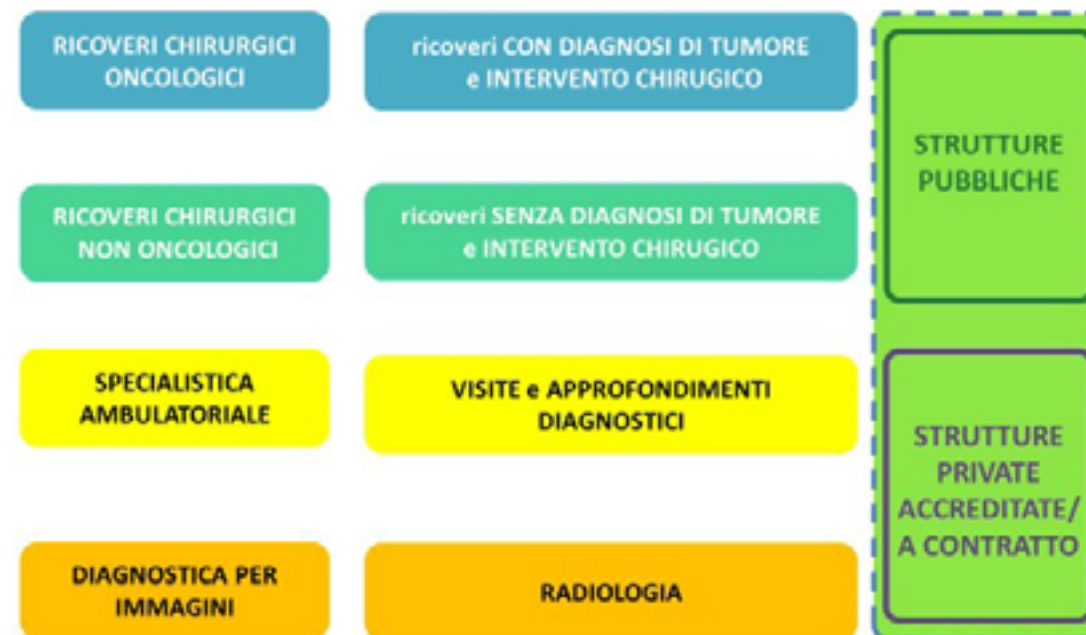 RICOVERI CHIRURGICI
ONCOLOGICI
ricoveri CON DIAGNOSI DI TUMORE
e INTERVENTO CHIRUGICO
RICOVERI CHIRURGICI
NON ONCOLOGICI
ricoveri SENZA DIAGNOSI DI TUMORE
e INTERVENTO CHIRUGICO
SPECIALISTICA
AMBULATORIALE
VISITE e APPROFONDIMENTI
DIAGNOSTICI
DIAGNOSTICA PER
IMMAGINI
RADIOLOGIA
STRUTTURE
PUBBLICHE
STRUTTURE
PRIVATE
ACCREDITATE/
A CONTRATTO